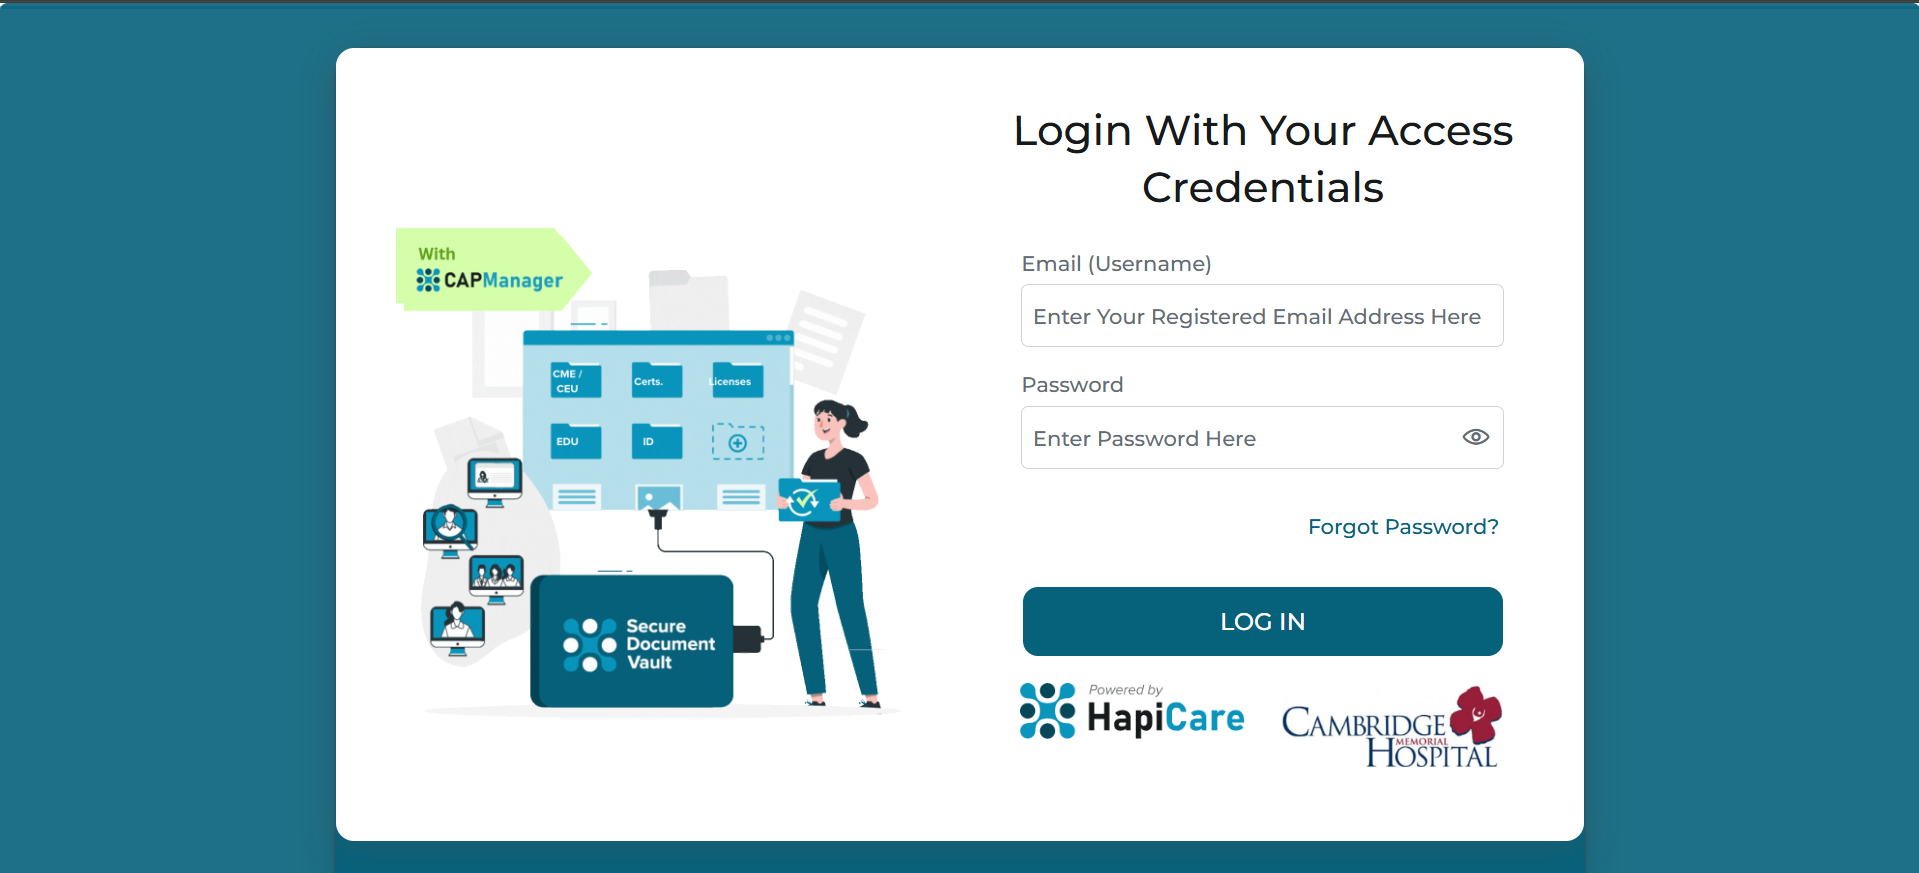 Login With Your Access
Credentials
With
CAPManager
CME /
CEU
Certs.
Licenses
EDU
ID
Secure
Document
Vault
Email (Username)
Enter Your Registered Email Address Here
Password
Enter Password Here
Forgot Password?
LOG IN
Powered by
HapiCare
CAMBRIDGE
MEMORIAL
HOSPITAL